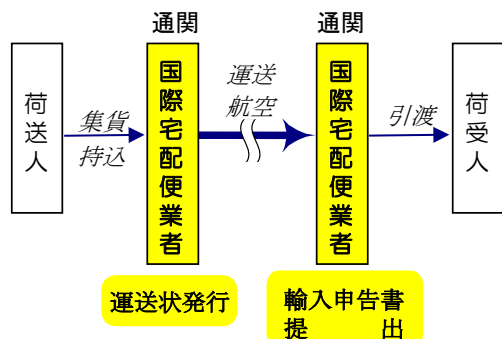 通関
通関
荷送人
集貨
持込
国際宅配便業者
運送
航空
国際宅配便業者
引渡
荷受人
運送状発行
輸入申告書
提出